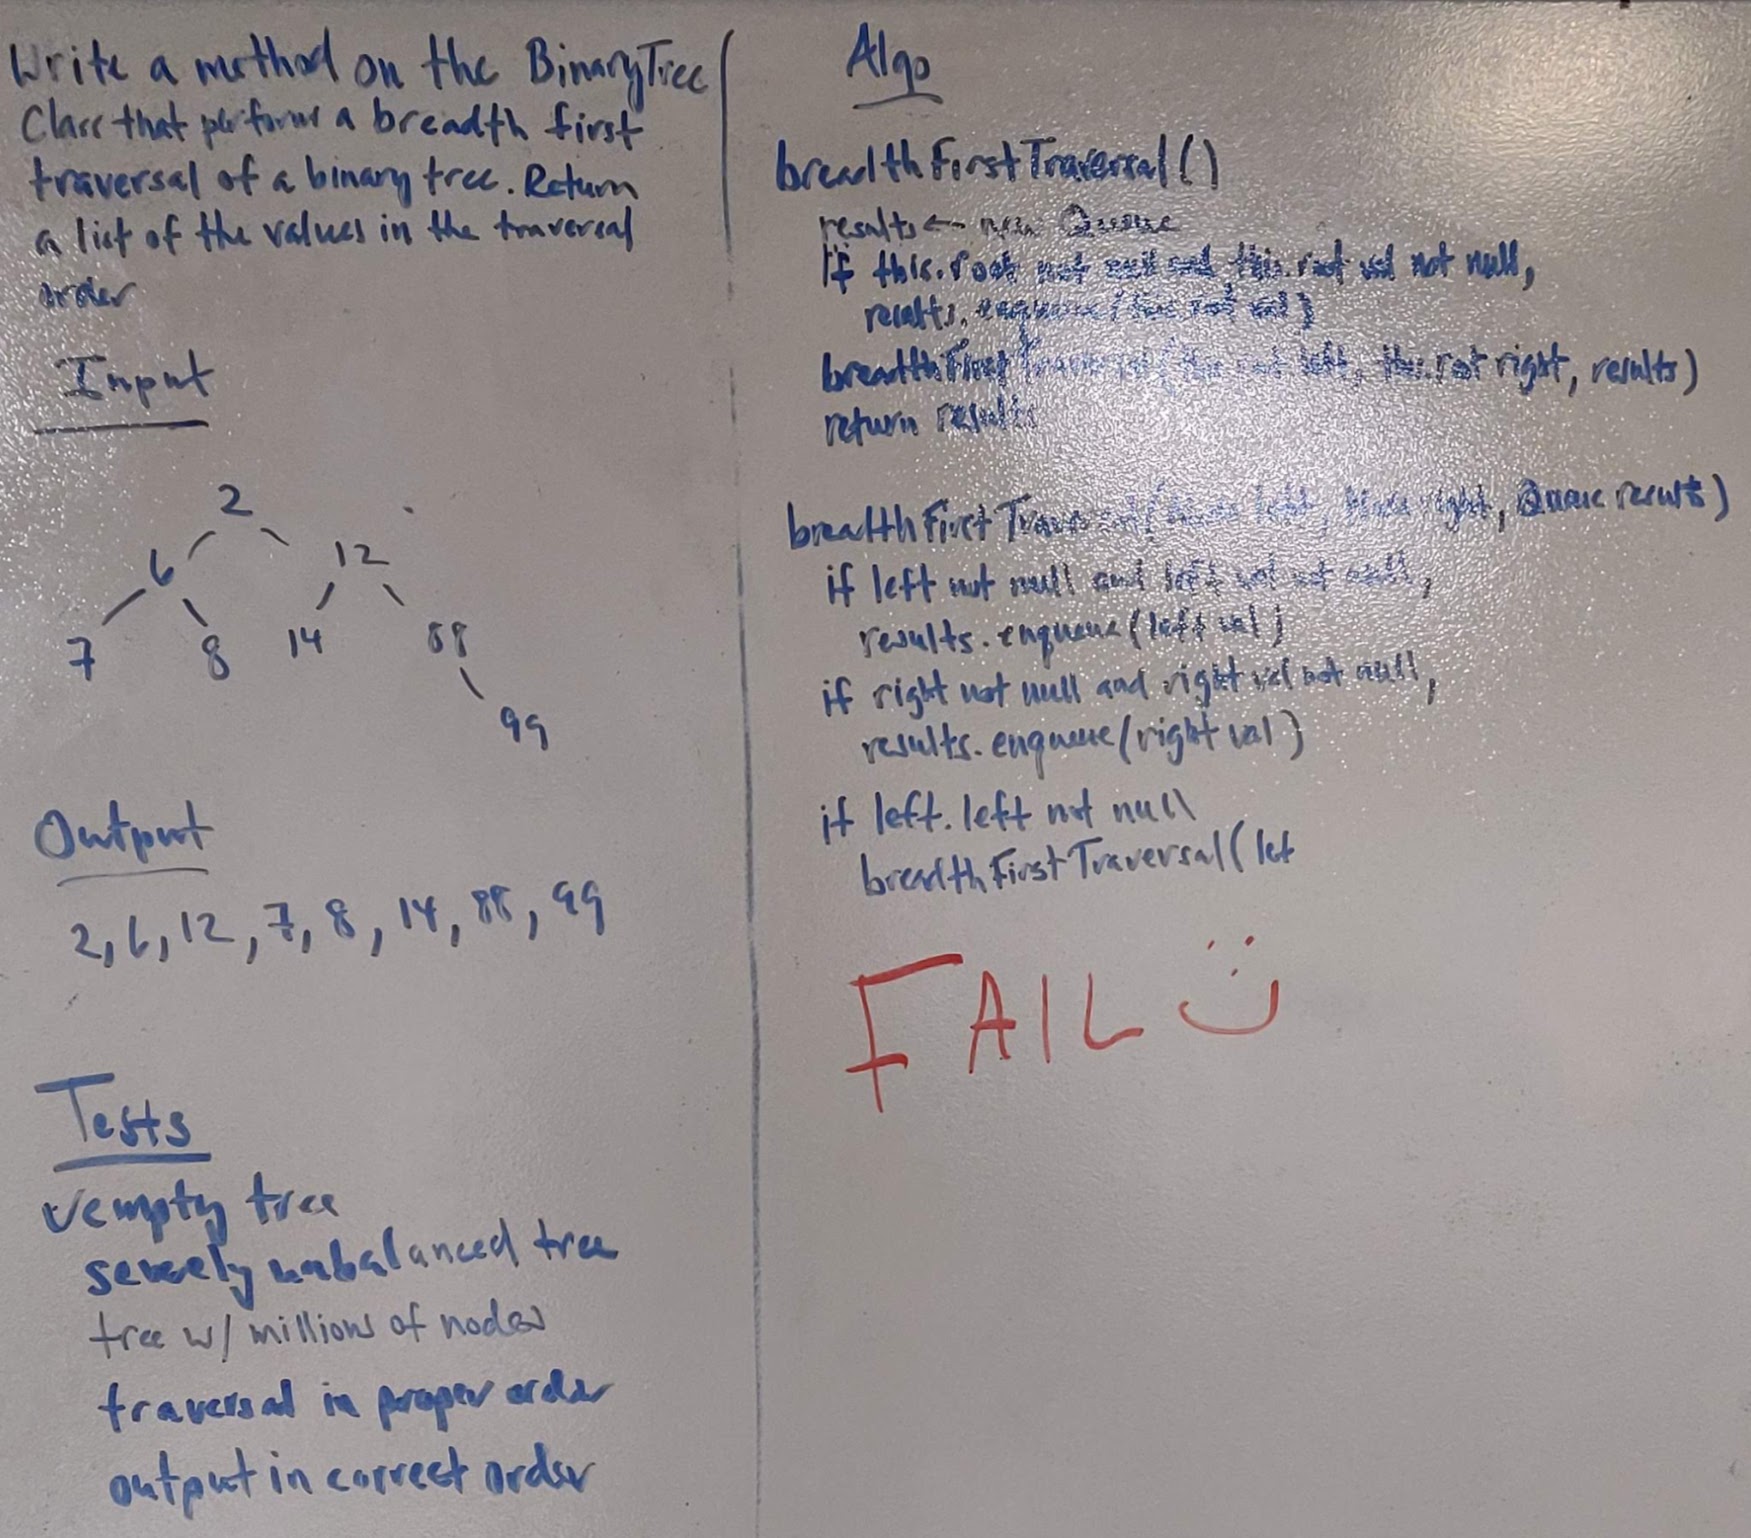 Write a method on the BinaryTree
Class that performs a breadth first
traversal of a binary tree. Return
a list of the values in the traversal
order
Input
2
6 12
7 8 14 88
99
Output
2, 6, 12, 7, 8, 14, 88, 99
Tests
✓ empty tree
severely unbalanced tree
tree w/ millions of nodes
traversal in proper order
output in correct order
Algo
breadthFirstTraversal()
results ← new Queue
If this.root not null and this.root val not null,
results.enqueue(this.root val)
breadthFirstTraversal(this.root left, this.root right, results)
return results
breadthFirstTraversal(Node left, Node right, Queue results)
if left not null and left val not null,
results.enqueue(left val)
if right not null and right val not null,
results.enqueue(right val)
if left.left not null
breadthFirstTraversal(let
FAIL